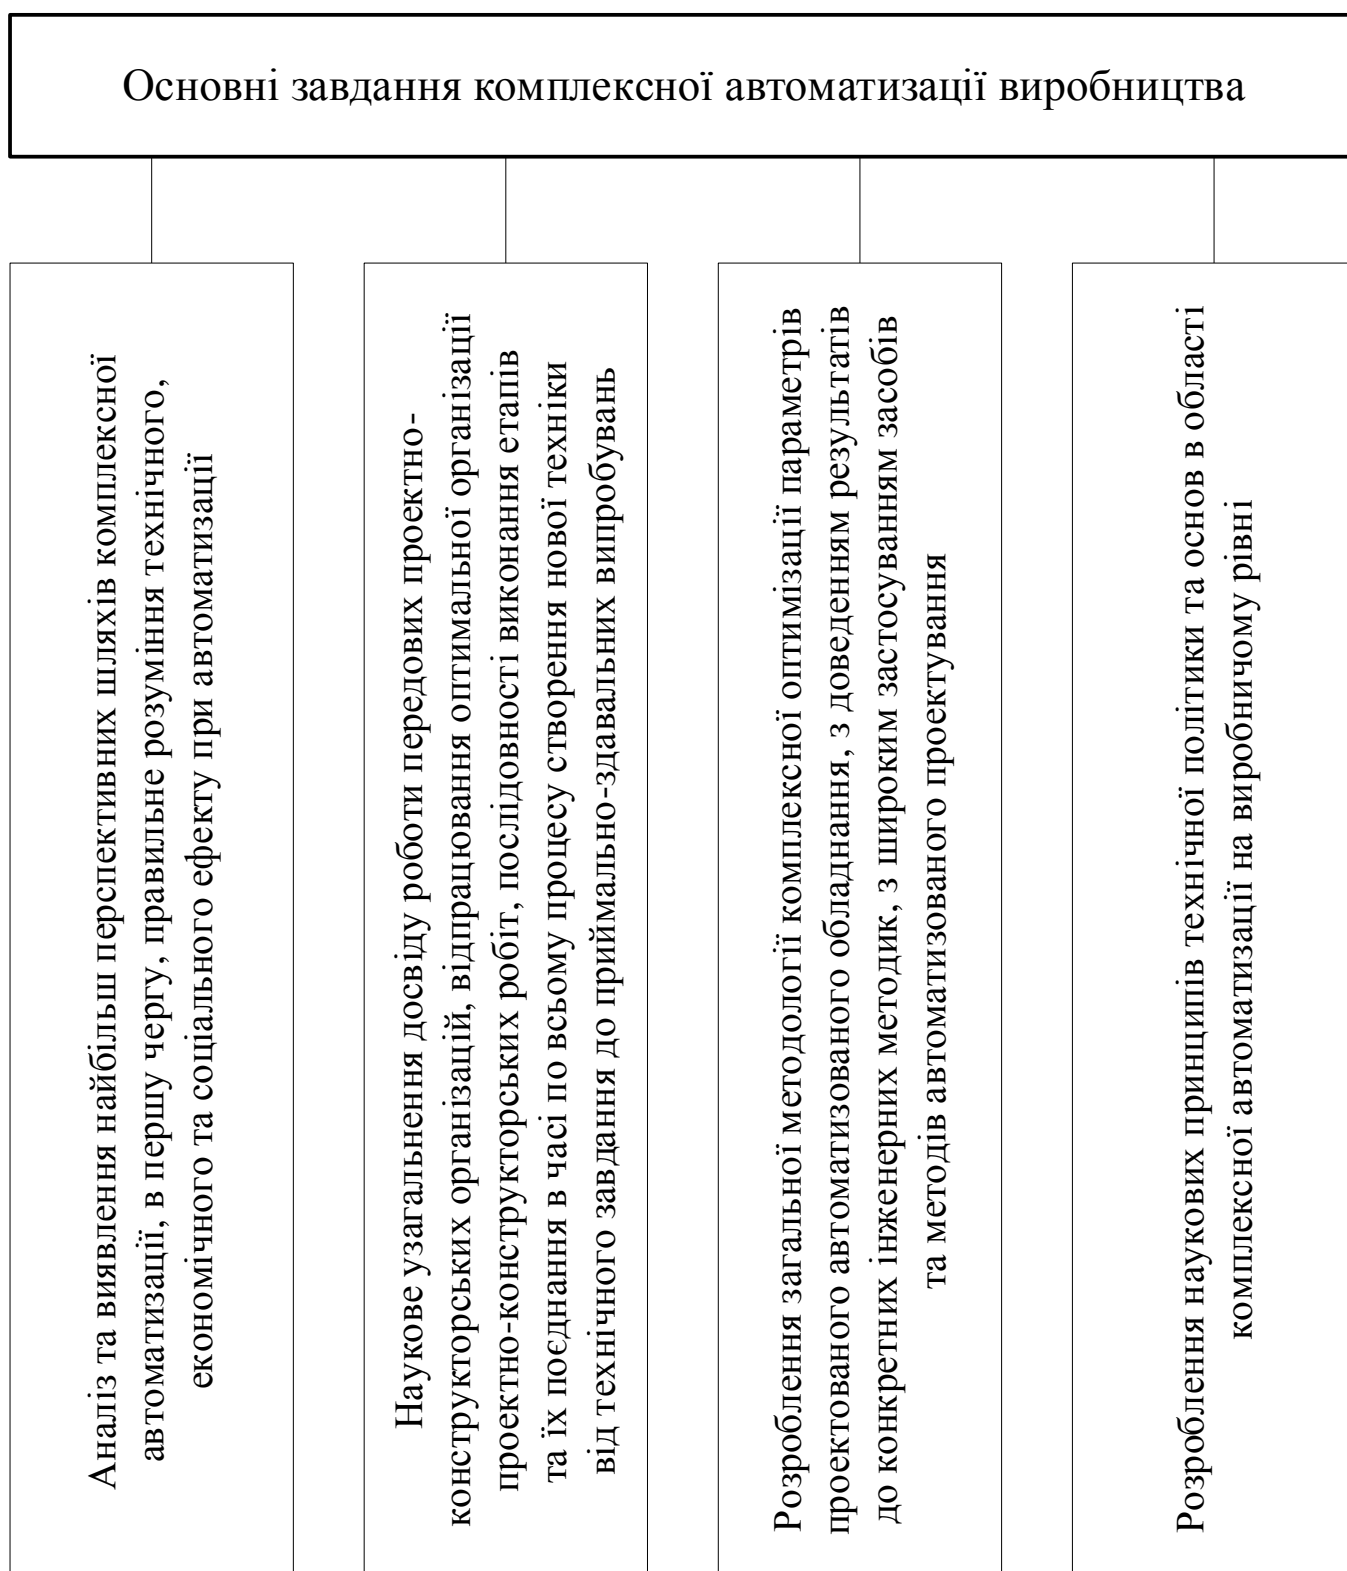 Основні завдання комплексної автоматизації виробництва
Аналіз та виявлення найбільш перспективних шляхів комплексної
автоматизації, в першу чергу, правильне розуміння технічного,
економічного та соціального ефекту при автоматизації
Наукове узагальнення досвіду роботи передових проектно-
конструкторських організацій, відпрацювання оптимальної організації
проектно-конструкторських робіт, послідовності виконання етапів
та їх поєднання в часі по всьому процесу створення нової техніки
від технічного завдання до приймально-здавальних випробувань
Розроблення загальної методології комплексної оптимізації параметрів
проектованого автоматизованого обладнання, з доведенням результатів
до конкретних інженерних методик, з широким застосуванням засобів
та методів автоматизованого проектування
Розроблення наукових принципів технічної політики та основ в області
комплексної автоматизації на виробничому рівні